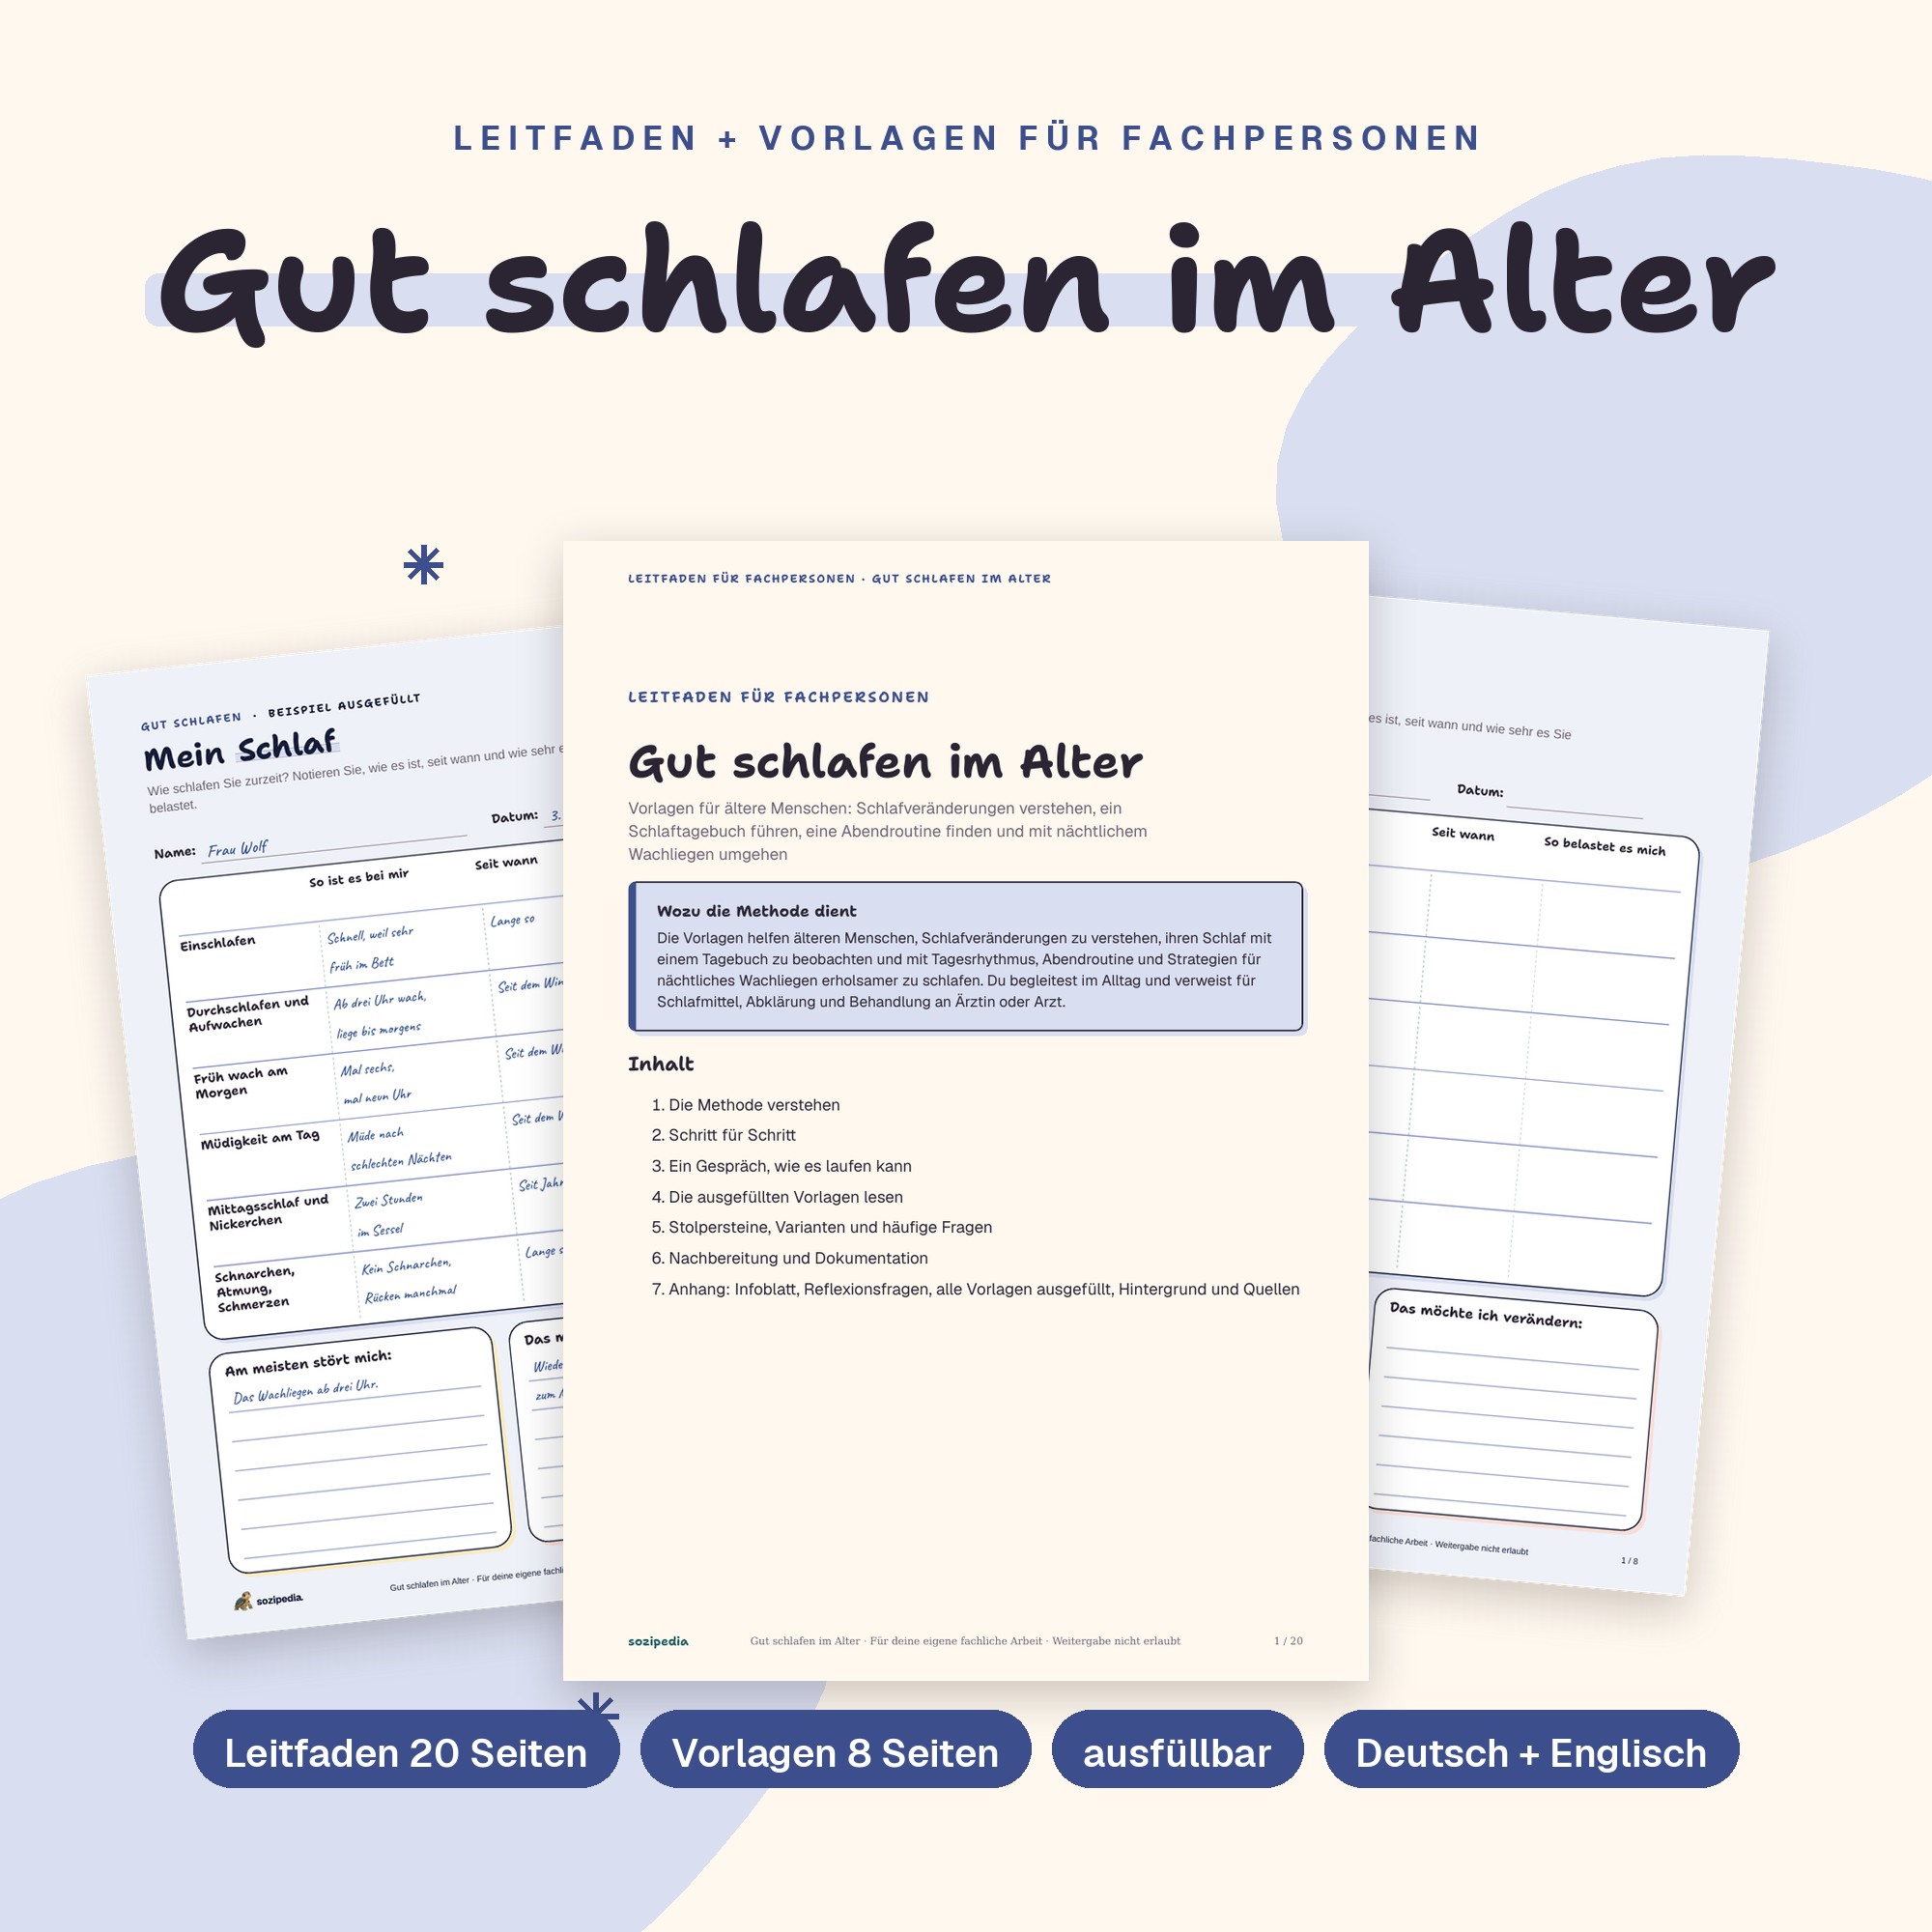 LEITFADEN + VORLAGEN FÜR FACHPERSONEN
Gut schlafen im Alter
GUT SCHLAFEN · BEISPIEL AUSGEFÜLLT
Mein Schlaf
Wie schlafen Sie zurzeit? Notieren Sie, wie es ist, seit wann und wie sehr
belastet.
Name: Frau Wolf
Datum: 3.
So ist es bei mir
Seit wann
Einschlafen
Schnell, weil sehr
früh im Bett
Lange so
Durchschlafen und
Aufwachen
Ab drei Uhr wach,
liege bis morgens
Seit dem
Früh wach am
Morgen
Mal sechs,
mal neun Uhr
Seit dem
Müdigkeit am Tag
Müde nach
schlechten Nächten
Seit dem
Mittagsschlaf und
Nickerchen
Zwei Stunden
im Sessel
Seit
Schnarchen,
Atmung,
Schmerzen
Kein Schnarchen,
Rücken manchmal
Lange
Am meisten stört mich:
Das Wachliegen ab drei Uhr.
Das
zum
sozipedia.
Gut schlafen im Alter · Für deine eigene
LEITFADEN FÜR FACHPERSONEN · GUT SCHLAFEN IM ALTER
LEITFADEN FÜR FACHPERSONEN
Gut schlafen im Alter
Vorlagen für ältere Menschen: Schlafveränderungen verstehen, ein
Schlaftagebuch führen, eine Abendroutine finden und mit nächtlichem
Wachliegen umgehen
Wozu die Methode dient
Die Vorlagen helfen älteren Menschen, Schlafveränderungen zu verstehen, ihren Schlaf mit
einem Tagebuch zu beobachten und mit Tagesrhythmus, Abendroutine und Strategien für
nächtliches Wachliegen erholsamer zu schlafen. Du begleitest im Alltag und verweist für
Schlafmittel, Abklärung und Behandlung an Ärztin oder Arzt.
Inhalt
1. Die Methode verstehen
2. Schritt für Schritt
3. Ein Gespräch, wie es laufen kann
4. Die ausgefüllten Vorlagen lesen
5. Stolpersteine, Varianten und häufige Fragen
6. Nachbereitung und Dokumentation
7. Anhang: Infoblatt, Reflexionsfragen, alle Vorlagen ausgefüllt, Hintergrund und Quellen
sozipedia
Gut schlafen im Alter · Für deine eigene fachliche Arbeit · Weitergabe nicht erlaubt
1 / 20
es ist, seit wann und wie sehr es Sie
Datum:
Seit wann
So belastet es mich
Das möchte ich verändern:
fachliche Arbeit · Weitergabe nicht erlaubt
1 / 8
Leitfaden 20 Seiten
Vorlagen 8 Seiten
ausfüllbar
Deutsch + Englisch